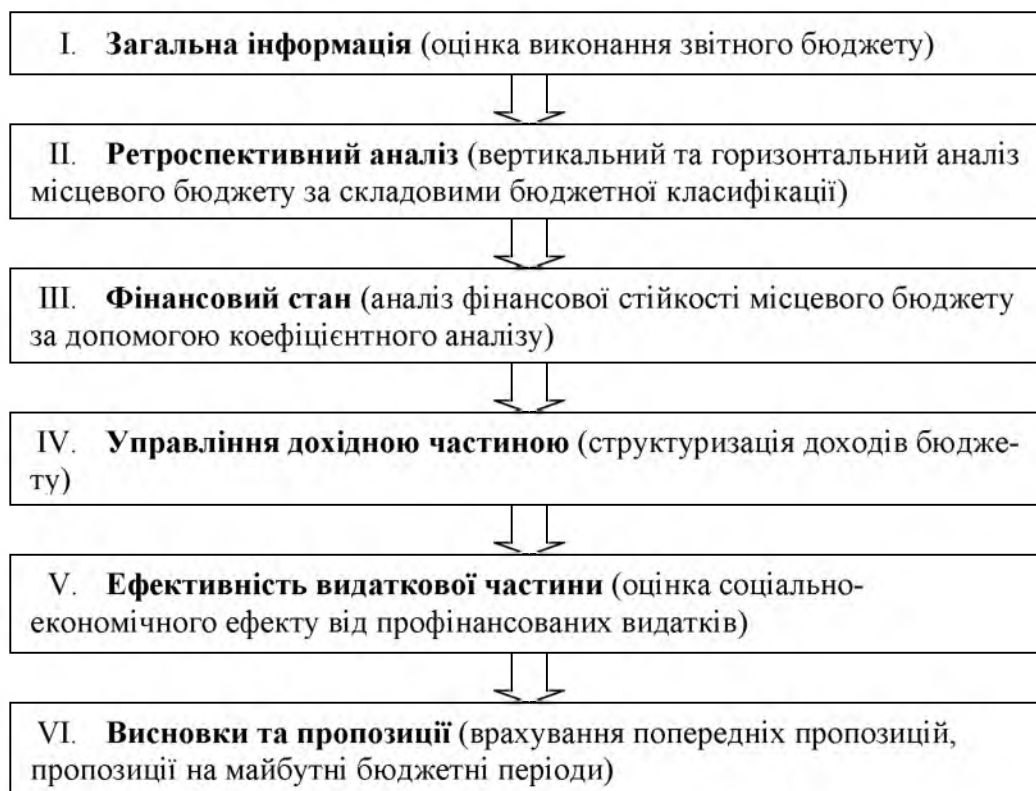 I. Загальна інформація (оцінка виконання звітного бюджету)
II. Ретроспективний аналіз (вертикальний та горизонтальний аналіз
місцевого бюджету за складовими бюджетної класифікації)
III. Фінансовий стан (аналіз фінансової стійкості місцевого бюджету
за допомогою коефіцієнтного аналізу)
IV. Управління дохідною частиною (структуризація доходів бюдже-
ту)
V. Ефективність видаткової частини (оцінка соціально-
економічного ефекту від профінансованих видатків)
VI. Висновки та пропозиції (врахування попередніх пропозицій,
пропозиції на майбутні бюджетні періоди)